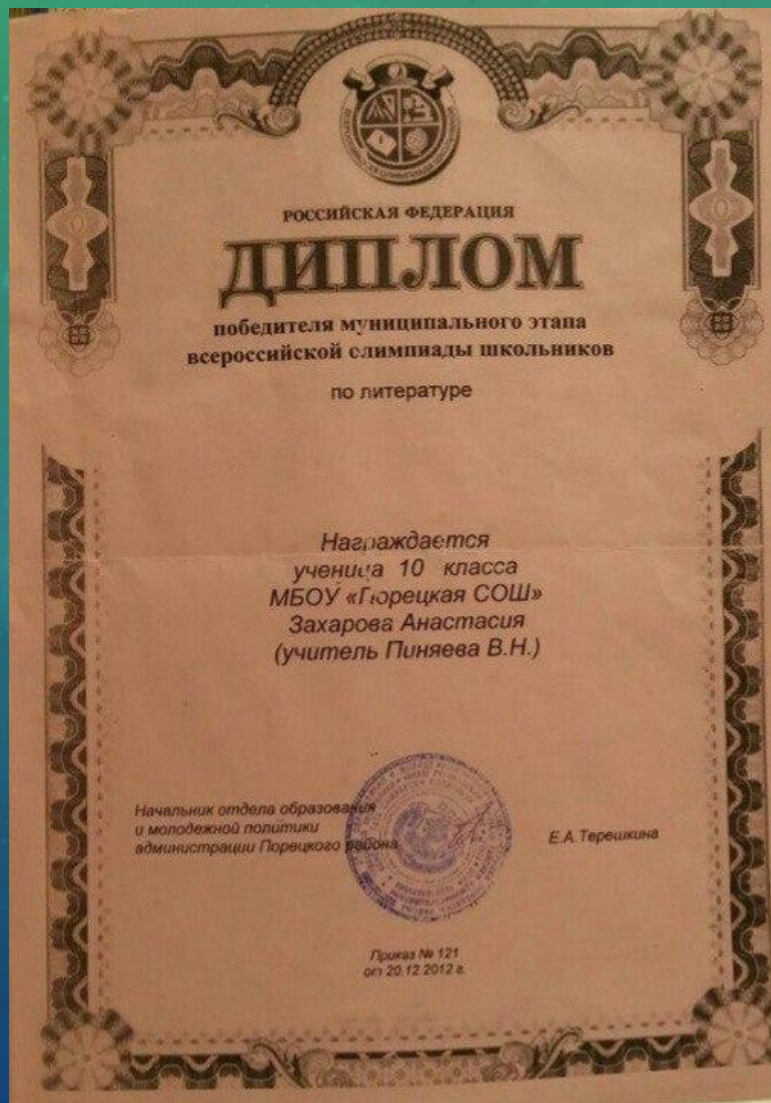 РОССИЙСКАЯ ФЕДЕРАЦИЯ
ДИПЛОМ
победителя муниципального этапа
всероссийской олимпиады школьников
по литературе
Награждается
ученица 10 класса
МБОУ «Порецкая СОШ»
Захарова Анастасия
(учитель Пиняева В.Н.)
Начальник отдела образования
и молодежной политики
администрации Порецкого района
Е.А.Терешкина
Приказ № 121
от 20.12.2012 г.